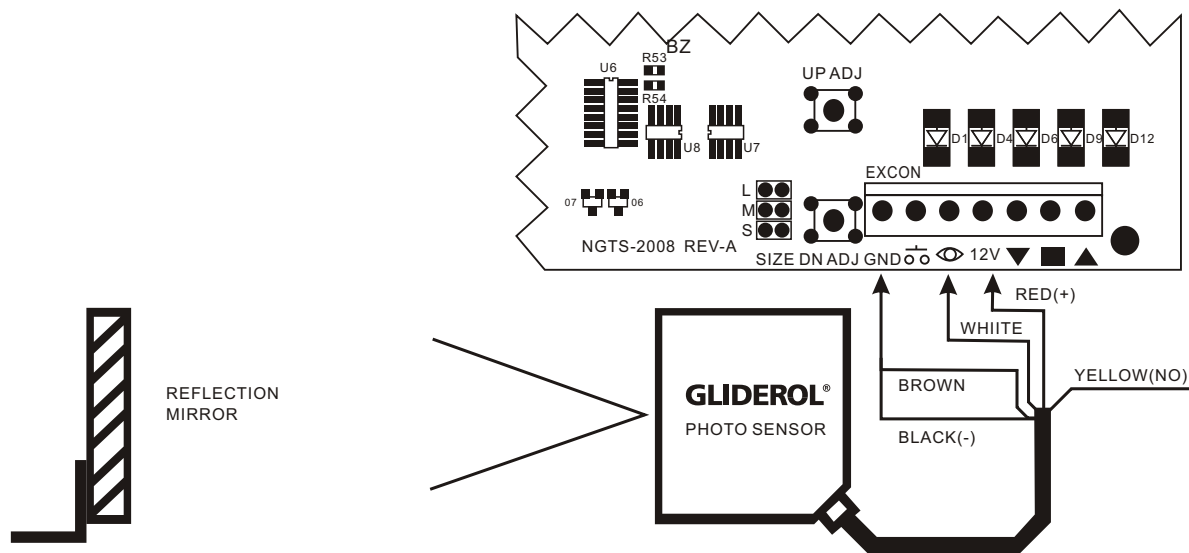 BZ
R53
U6
R54
U8
U7
UP ADJ
D1
D4
D6
D9
D12
EXCON
07
06
L
M
S
NGTS-2008 REV-A
SIZE DN ADJ GND 12V
RED(+)
WHIITE
YELLOW(NO)
BROWN
BLACK(-)
REFLECTION
MIRROR
GLIDEROL®
PHOTO SENSOR